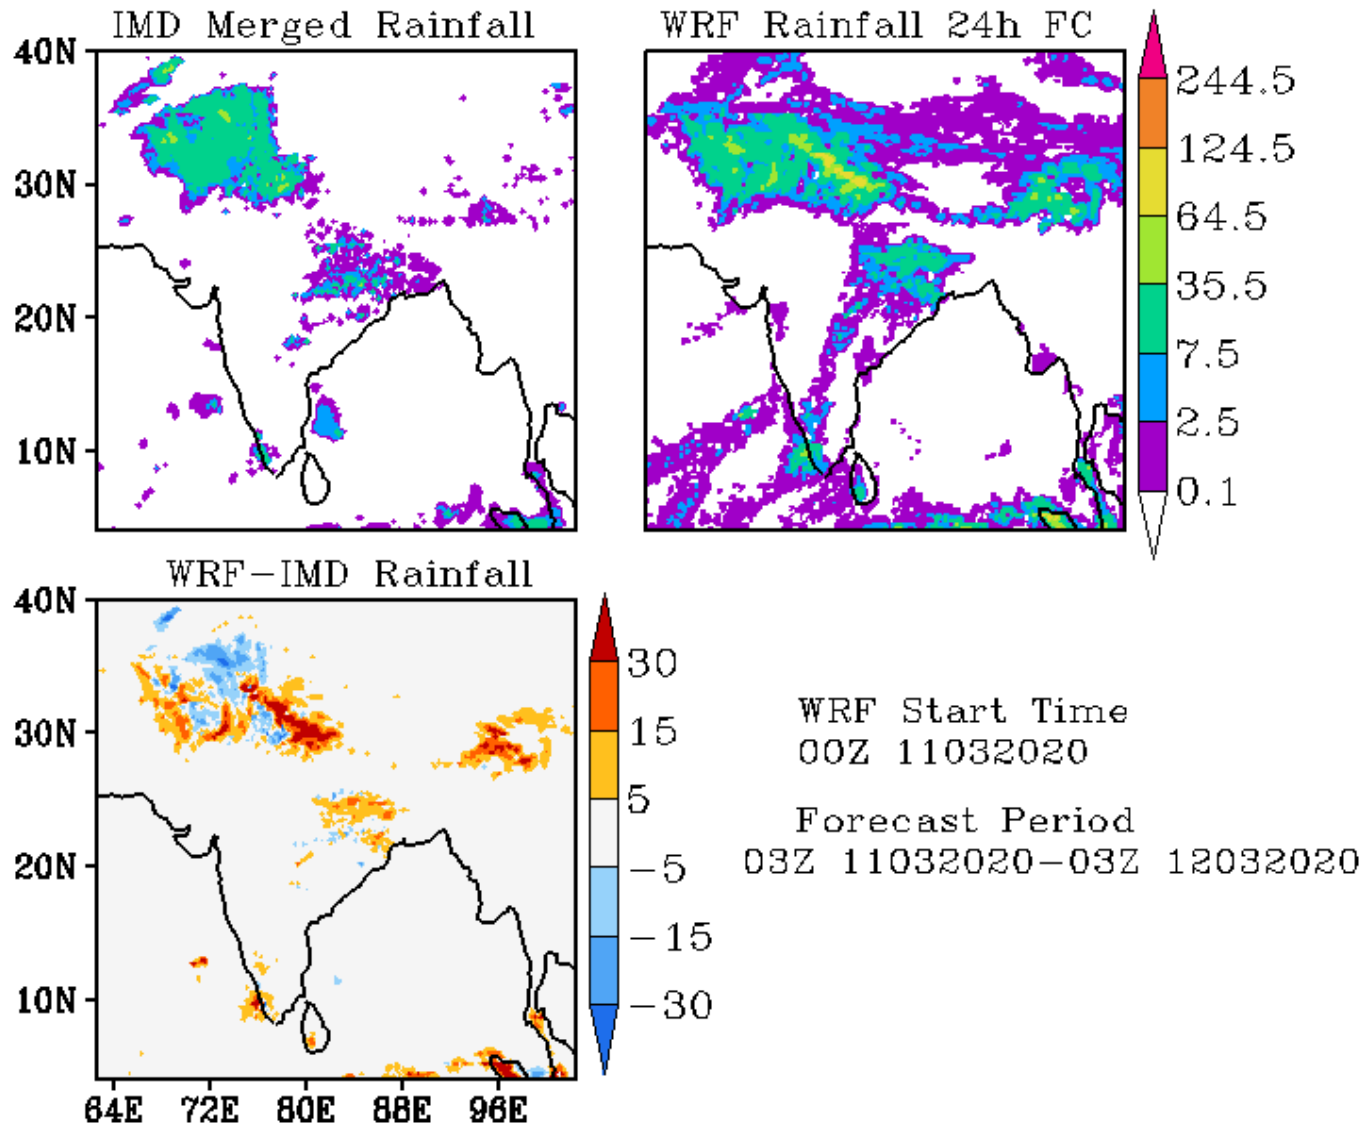 IMD Merged Rainfall
WRF Rainfall 24h FC
40N
30N
20N
10N
244.5
124.5
64.5
35.5
7.5
2.5
0.1
WRF-IMD Rainfall
40N
30N
20N
10N
64E 72E 80E 88E 96E
30
15
5
-5
-15
-30
WRF Start Time
00Z 11032020
Forecast Period
03Z 11032020-03Z 12032020